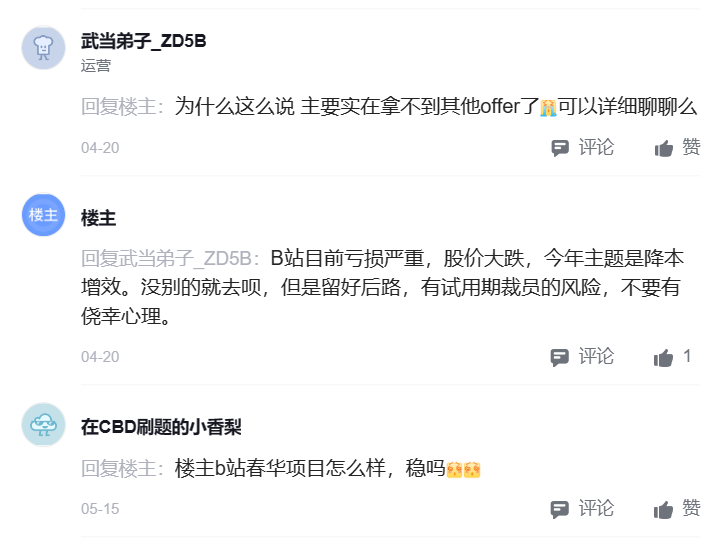 武当弟子_ZD5B
运营
回复楼主：为什么这么说 主要实在拿不到其他offer了😭可以详细聊聊么
04-20 评论 赞
楼主
楼主
回复武当弟子_ZD5B：B站目前亏损严重，股价大跌，今年主题是降本
增效。没别的就去呗，但是留好后路，有试用期裁员的风险，不要有
侥幸心理。
04-20 评论 1
在CBD刷题的小香梨
回复楼主：楼主b站春华项目怎么样，稳吗
05-15 评论 赞